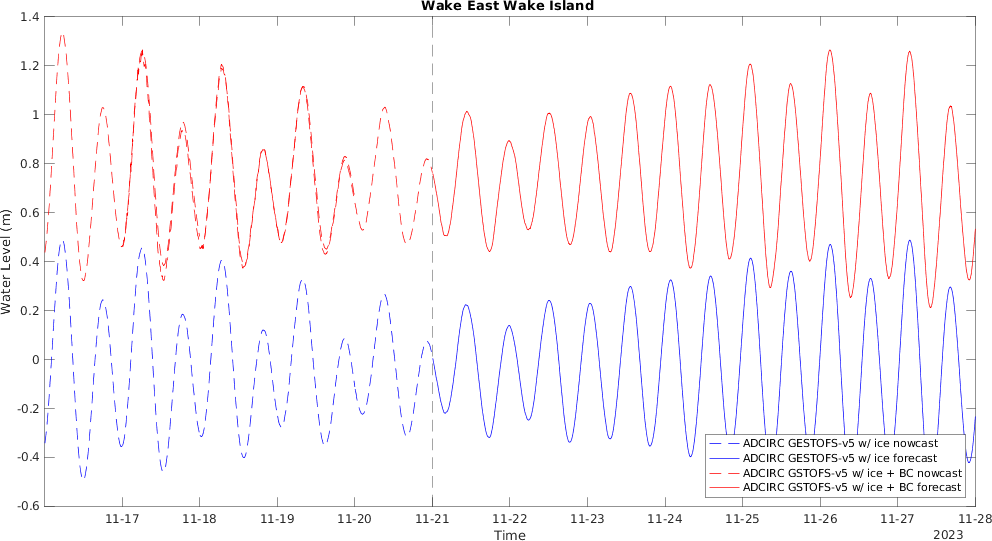 Wake East Wake Island
1.4
1.2
1
0.8
0.6
0.4
0.2
0
-0.2
-0.4
-0.6
Water Level (m)
ADCIRC GESTOFS-v5 w/ ice nowcast
ADCIRC GESTOFS-v5 w/ ice forecast
ADCIRC GSTOFS-v5 w/ ice + BC nowcast
ADCIRC GSTOFS-v5 w/ ice + BC forecast
11-17 11-18 11-19 11-20 11-21 11-22 11-23 11-24 11-25 11-26 11-27 11-28
Time
2023